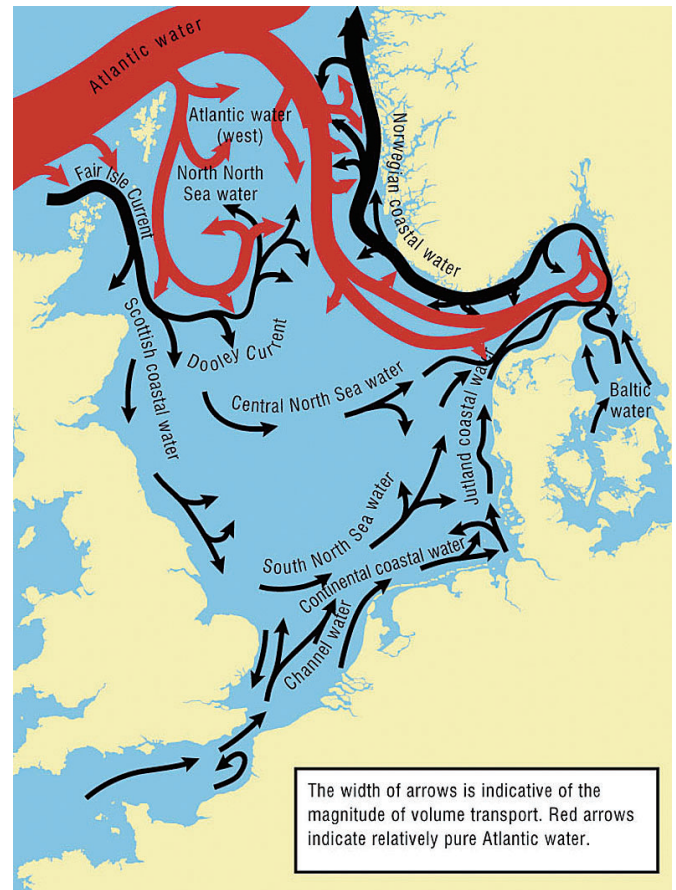 Atlantic water
Atlantic water
(west)
North North
Sea water
Fair Isle Current
Norwegian coastal water
Scottish coastal water
Dooley Current
Central North Sea water
Jutland coastal water
Baltic
water
South North Sea water
Continental coastal water
Channel water
The width of arrows is indicative of the
magnitude of volume transport. Red arrows
indicate relatively pure Atlantic water.